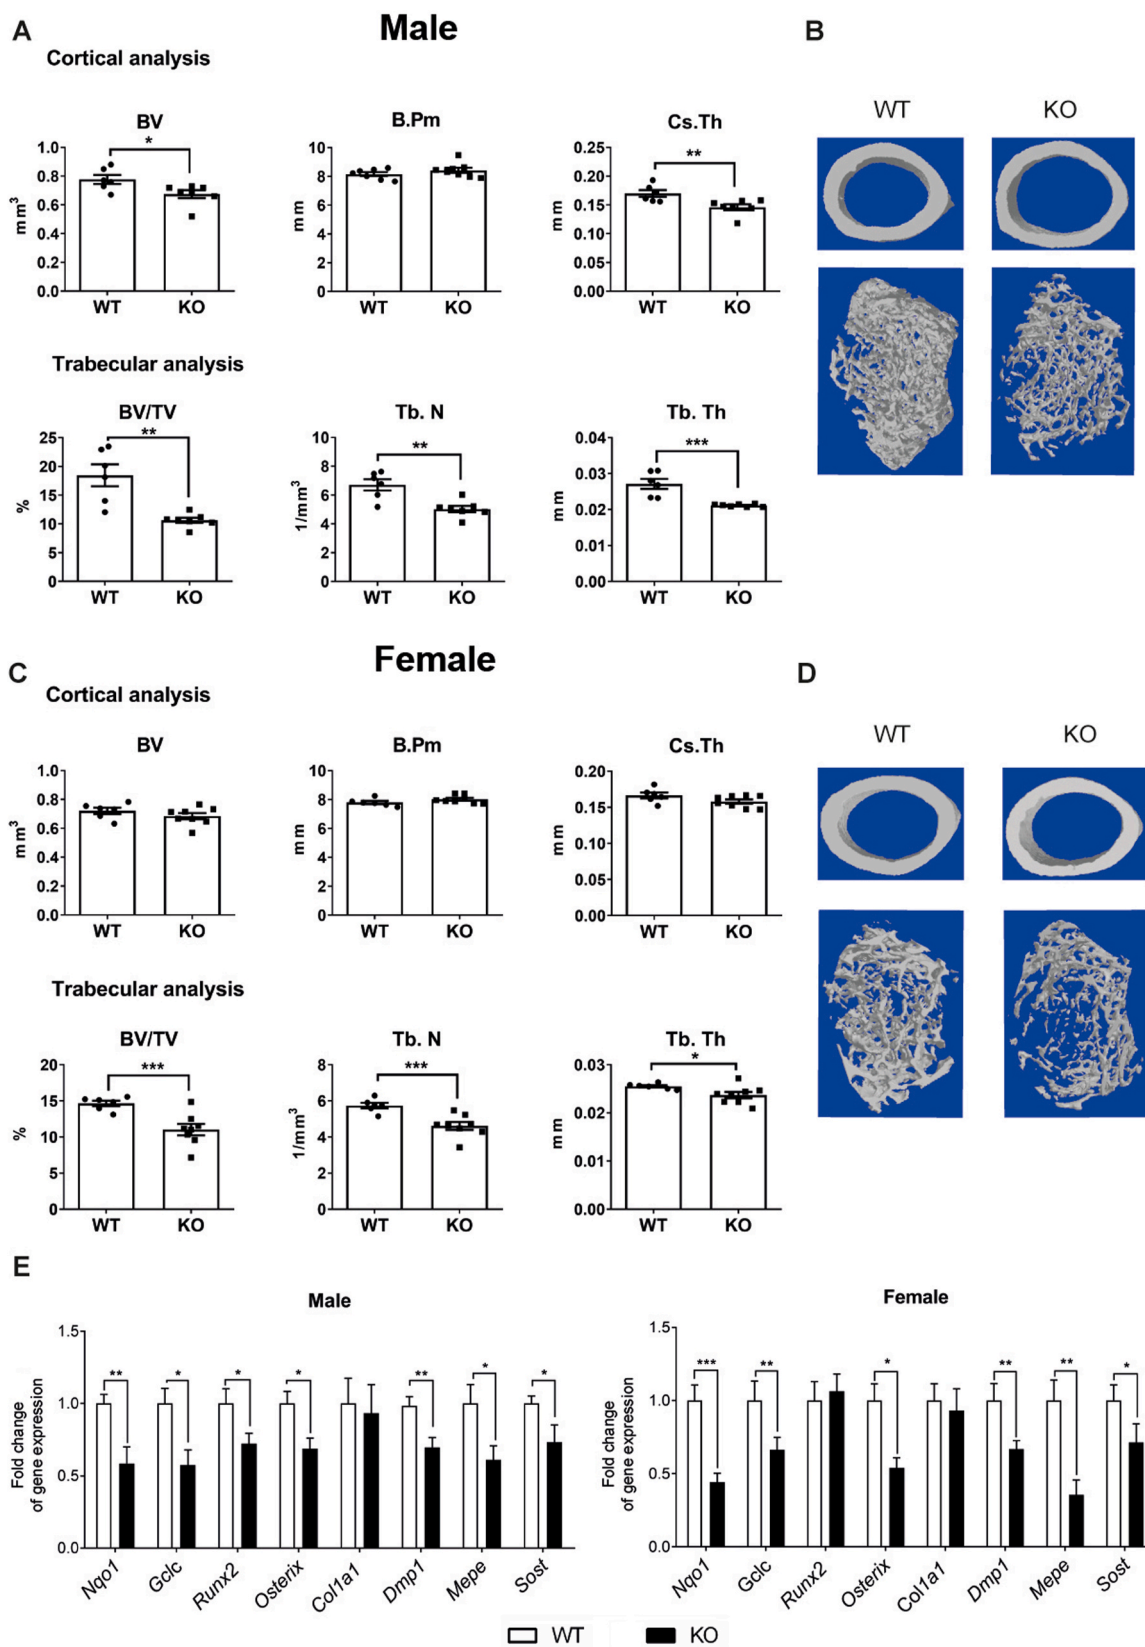 A
Male
B
Cortical analysis
WT
KO
BV
B.Pm
Cs.Th
*
**
1.0
0.8
0.6
0.4
0.2
0.0
mm³
WT
KO
10
8
6
4
2
0
mm
WT
KO
0.25
0.20
0.15
0.10
0.05
0.00
mm
WT
KO
Trabecular analysis
BV/TV
Tb. N
Tb. Th
**
**
***
25
20
15
10
5
0
%
WT
KO
10
8
6
4
2
0
1/mm³
WT
KO
0.04
0.03
0.02
0.01
0.00
mm
WT
KO
C
Female
D
Cortical analysis
WT
KO
BV
B.Pm
Cs.Th
1.0
0.8
0.6
0.4
0.2
0.0
mm³
WT
KO
10
8
6
4
2
0
mm
WT
KO
0.20
0.15
0.10
0.05
0.00
mm
WT
KO
Trabecular analysis
BV/TV
Tb. N
Tb. Th
***
***
*
20
15
10
5
0
%
WT
KO
8
6
4
2
0
1/mm³
WT
KO
0.03
0.02
0.01
0.00
mm
WT
KO
E
Male
1.5
1.0
0.5
0.0
Fold change
of gene expression
**
*
*
*
**
*
*
Nqo1
Gclc
Runx2
Osterix
Col1a1
Dmp1
Mepe
Sost
Female
1.5
1.0
0.5
0.0
Fold change
of gene expression
***
**
*
**
**
*
Nqo1
Gclc
Runx2
Osterix
Col1a1
Dmp1
Mepe
Sost
WT
KO